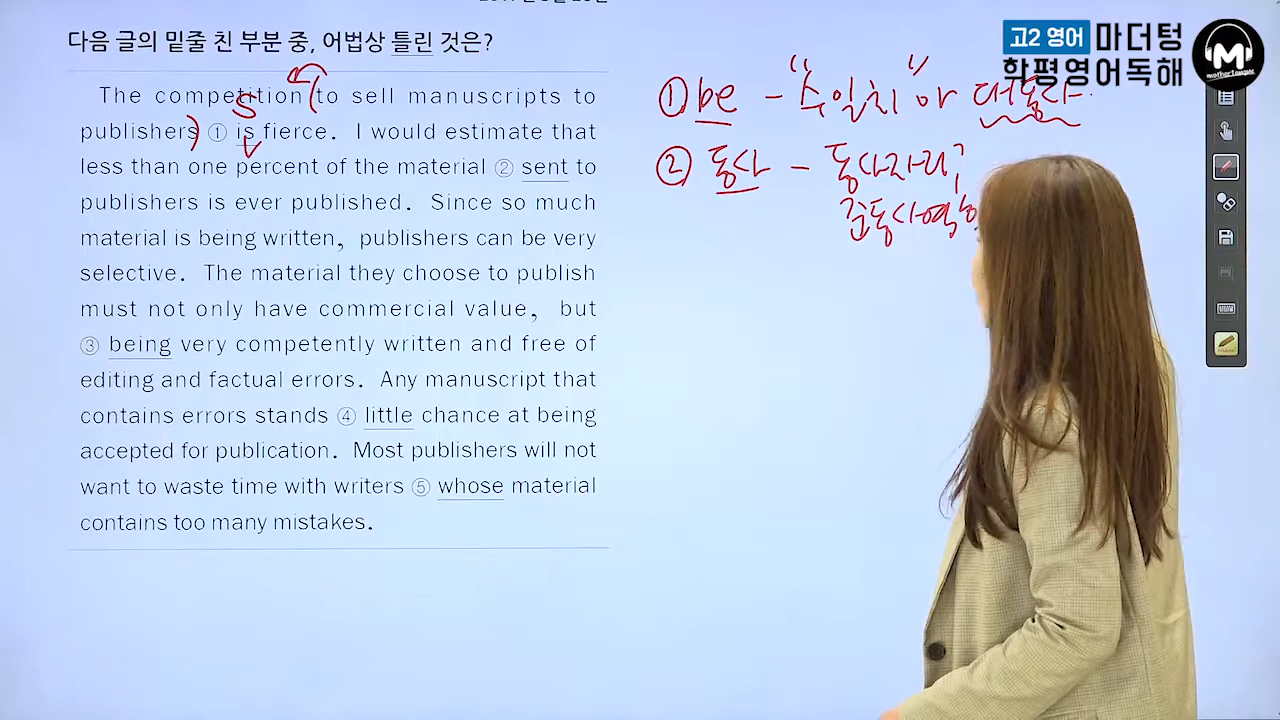 다음 글의 밑줄 친 부분 중, 어법상 틀린 것은?
The competition to sell manuscripts to
publishers ① is fierce. I would estimate that
less than one percent of the material ② sent to
publishers is ever published. Since so much
material is being written, publishers can be very
selective. The material they choose to publish
must not only have commercial value, but
③ being very competently written and free of
editing and factual errors. Any manuscript that
contains errors stands ④ little chance at being
accepted for publication. Most publishers will not
want to waste time with writers ⑤ whose material
contains too many mistakes.
S
V
① be - "수일치" or 대동사
② 동사 - 동사자리?
준동사역할
고2 영어 마더텅
학평영어독해
M
mothertongue